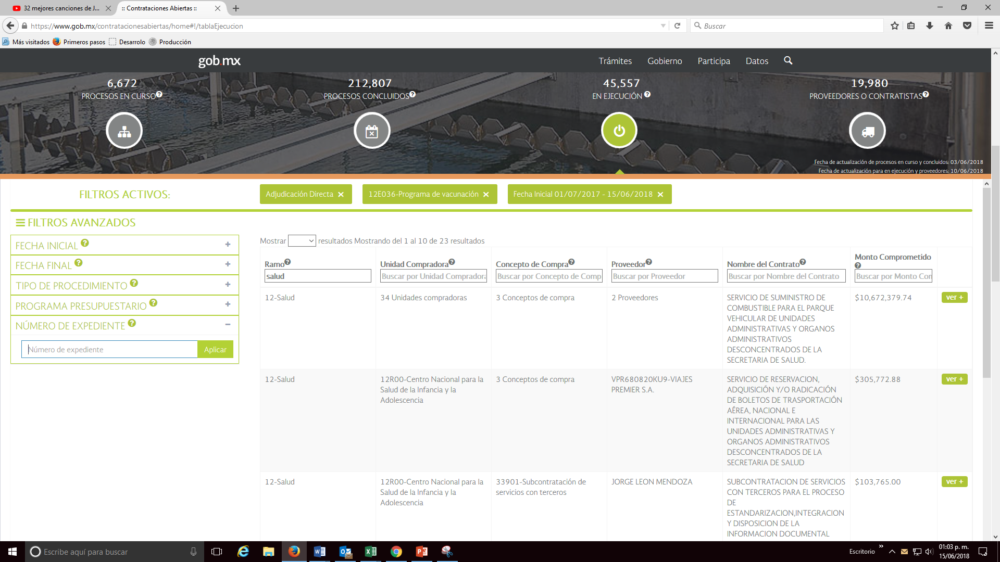 32 mejores canciones de J...
:: Contrataciones Abiertas ::
https://www.gob.mx/contratacionesabiertas/home#!/tablaEjecucion
Buscar
Más visitados
Primeros pasos
Desarrolo
Producción
gob.mx
Trámites
Gobierno
Participa
Datos
6,672
PROCESOS EN CURSO
212,807
PROCESOS CONCLUIDOS
45,557
EN EJECUCIÓN
19,980
PROVEEDORES O CONTRATISTAS
Fecha de actualización de procesos en curso y concluidos: 03/06/2018
Fecha de actualización para en ejecución y proveedores: 10/06/2018
FILTROS ACTIVOS:
Adjudicación Directa
12E036-Programa de vacunación
Fecha Inicial 01/07/2017 - 15/06/2018
FILTROS AVANZADOS
FECHA INICIAL
FECHA FINAL
TIPO DE PROCEDIMIENTO
PROGRAMA PRESUPUESTARIO
NÚMERO DE EXPEDIENTE
Número de expediente
Aplicar
Mostrar resultados Mostrando del 1 al 10 de 23 resultados
Ramo
Unidad Compradora
Concepto de Compra
Proveedor
Nombre del Contrato
Monto Comprometido
salud
Buscar por Unidad Compradora
Buscar por Concepto de Comp
Buscar por Proveedor
Buscar por Nombre del Contrato
Buscar por Monto Con
12-Salud
34 Unidades compradoras
3 Conceptos de compra
2 Proveedores
SERVICIO DE SUMINISTRO DE
COMBUSTIBLE PARA EL PARQUE
VEHICULAR DE UNIDADES
ADMINISTRATIVAS Y ORGANOS
ADMINISTRATIVOS
DESCONCENTRADOS DE LA
SECRETARIA DE SALUD.
$10,672,379.74
ver +
12-Salud
12R00-Centro Nacional para la
Salud de la Infancia y la
Adolescencia
3 Conceptos de compra
VPR680820KU9-VIAJES
PREMIER S.A.
SERVICIO DE RESERVACION,
ADQUISICIÓN Y/O RADICACIÓN
DE BOLETOS DE TRASPORTACIÓN
AÉREA, NACIONAL E
INTERNACIONAL PARA LAS
UNIDADES ADMINISTRATIVAS Y
ORGANOS ADMINISTRATIVOS
DESCONCENTRADOS DE LA
SECRETARIA DE SALUD
$305,772.88
ver +
12-Salud
12R00-Centro Nacional para la
Salud de la Infancia y la
Adolescencia
33901-Subcontratación de
servicios con terceros
JORGE LEON MENDOZA
SUBCONTRATACION DE SERVICIOS
CON TERCEROS PARA EL PROCESO
DE
ESTANDARIZACION,INTEGRACION
Y DISPOSICION DE LA
INFORMACION DOCUMENTAL
$103,765.00
ver +
Escribe aquí para buscar
Escritorio
01:03 p. m.
15/06/2018